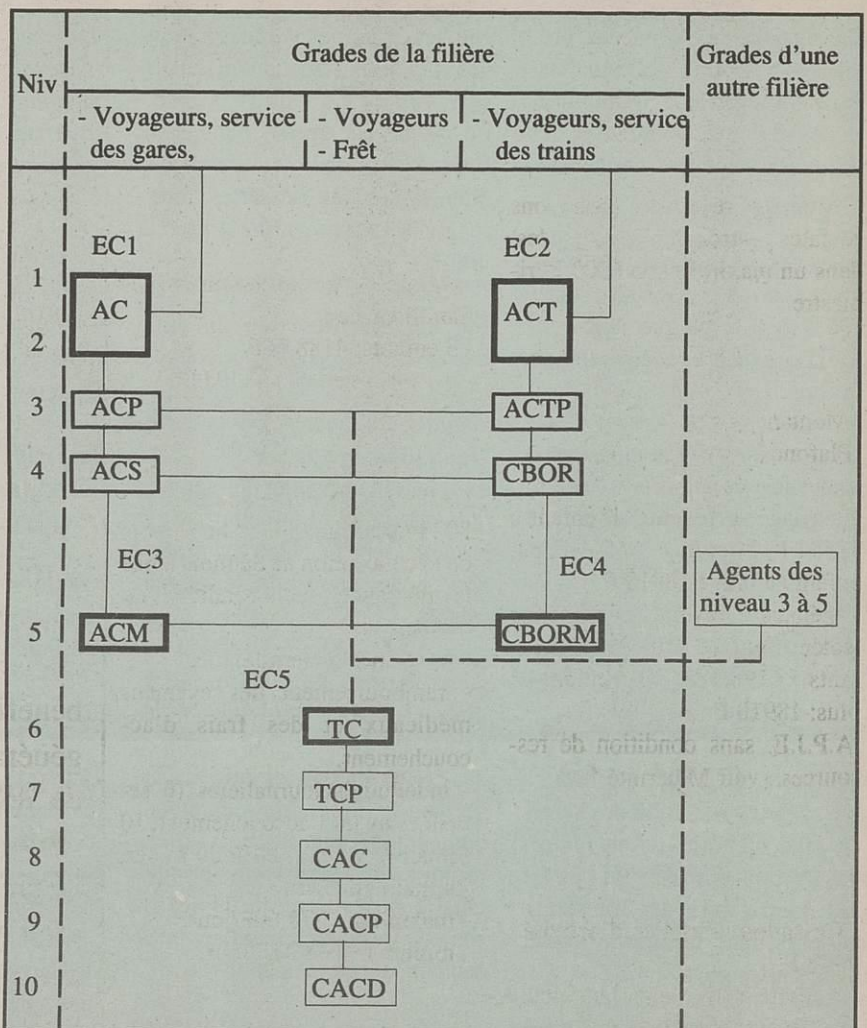 Niv
Grades de la filière
Grades d'une
autre filière
- Voyageurs, service
des gares,
- Voyageurs
- Frêt
- Voyageurs, service
des trains
EC1
EC2
1
AC
ACT
2
3
ACP
ACTP
4
ACS
CBOR
EC3
EC4
Agents des
niveau 3 à 5
5
ACM
CBORM
EC5
6
TC
7
TCP
8
CAC
9
CACP
10
CACD